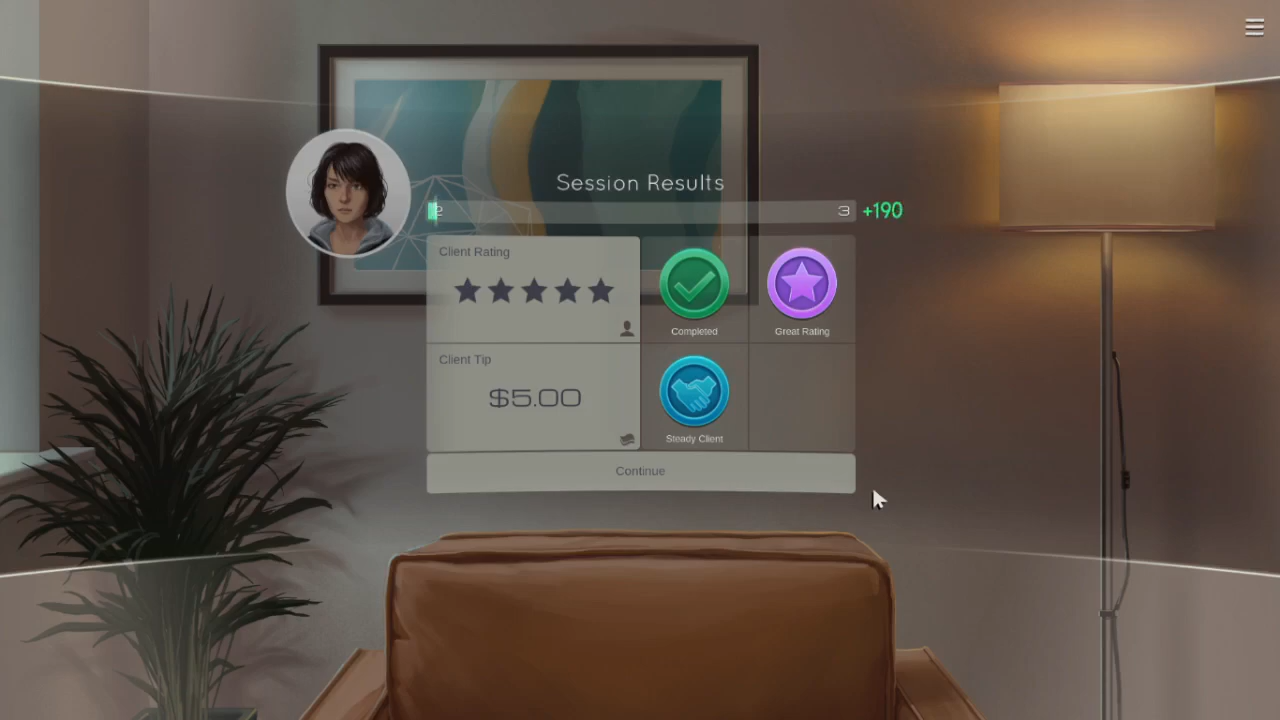 Session Results
2
3
+190
Client Rating
Completed
Great Rating
Client Tip
$5.00
Steady Client
Continue